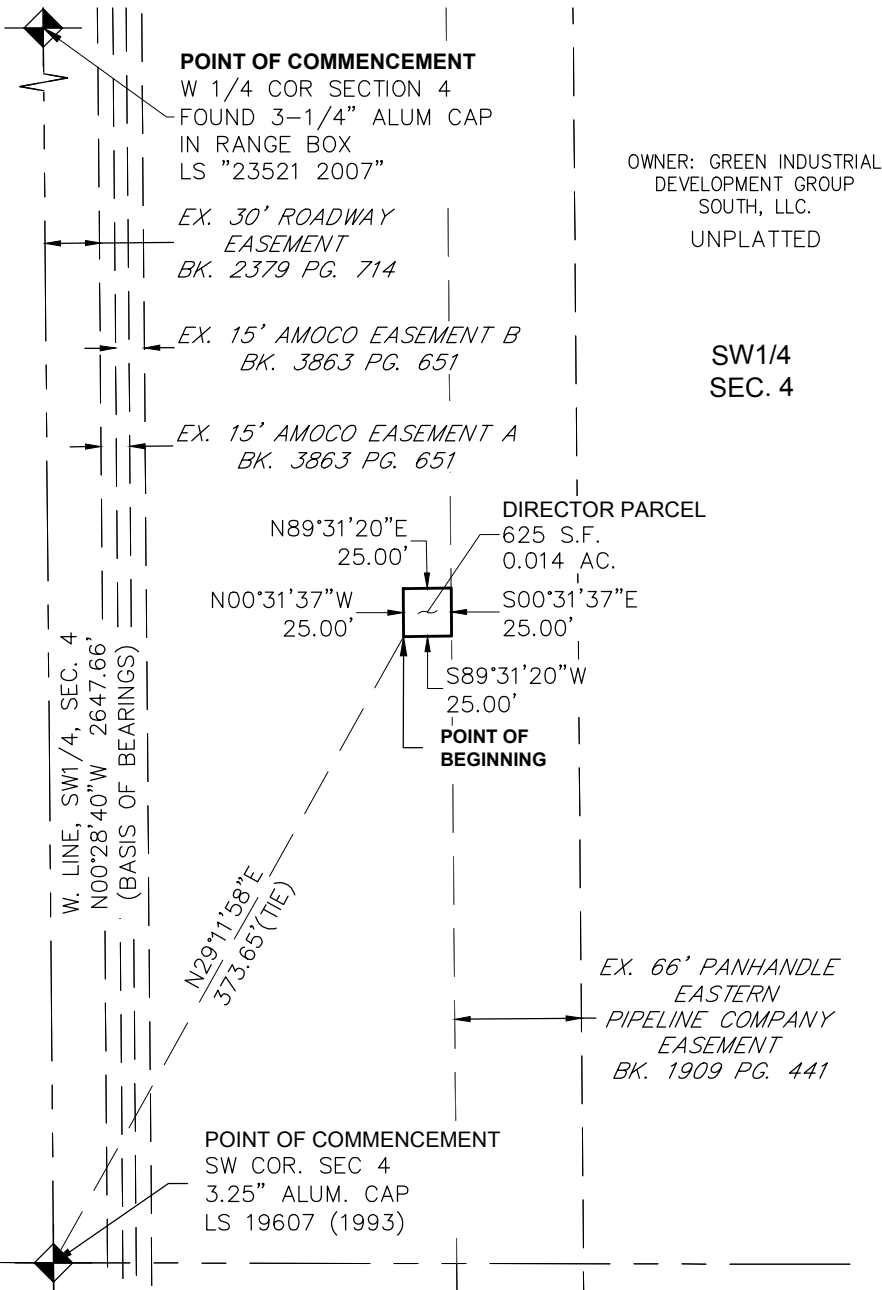 POINT OF COMMENCEMENT
W 1/4 COR SECTION 4
FOUND 3-1/4" ALUM CAP
IN RANGE BOX
LS "23521 2007"
OWNER: GREEN INDUSTRIAL
DEVELOPMENT GROUP
SOUTH, LLC.
UNPLATTED
EX. 30' ROADWAY
EASEMENT
BK. 2379 PG. 714
EX. 15' AMOCO EASEMENT B
BK. 3863 PG. 651
SW1/4
SEC. 4
EX. 15' AMOCO EASEMENT A
BK. 3863 PG. 651
DIRECTOR PARCEL
625 S.F.
0.014 AC.
N89°31'20"E
25.00'
N00°31'37"W
25.00'
S00°31'37"E
25.00'
S89°31'20"W
25.00'
POINT OF
BEGINNING
W. LINE, SW1/4, SEC. 4
N00°28'40"W 2647.66'
(BASIS OF BEARINGS)
N29°11'58"E
373.65'(TIE)
EX. 66' PANHANDLE
EASTERN
PIPELINE COMPANY
EASEMENT
BK. 1909 PG. 441
POINT OF COMMENCEMENT
SW COR. SEC 4
3.25" ALUM. CAP
LS 19607 (1993)